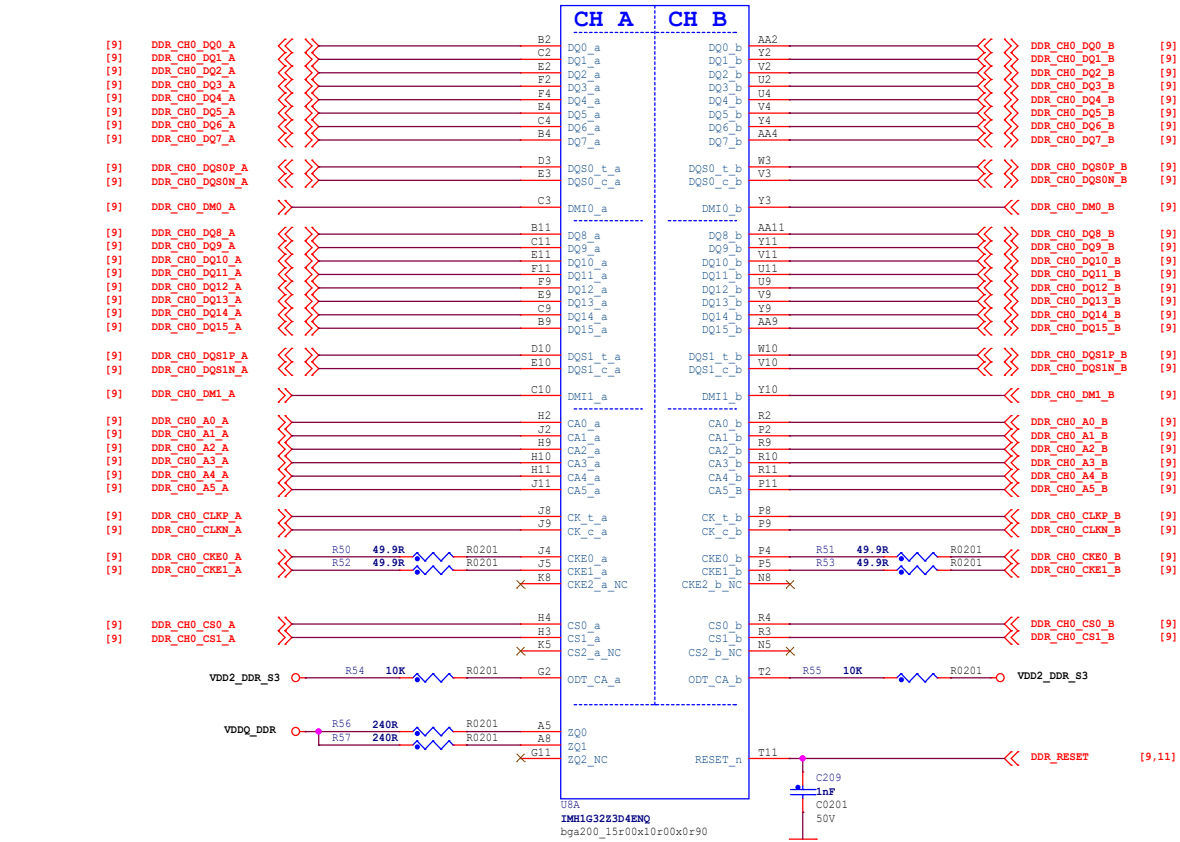 CH A CH B
[9] DDR_CH0_DQ0_A B2 DQ0_a DQ0_b AA2 DDR_CH0_DQ0_B [9]
[9] DDR_CH0_DQ1_A C2 DQ1_a DQ1_b Y2 DDR_CH0_DQ1_B [9]
[9] DDR_CH0_DQ2_A E2 DQ2_a DQ2_b V2 DDR_CH0_DQ2_B [9]
[9] DDR_CH0_DQ3_A F2 DQ3_a DQ3_b U2 DDR_CH0_DQ3_B [9]
[9] DDR_CH0_DQ4_A F4 DQ4_a DQ4_b U4 DDR_CH0_DQ4_B [9]
[9] DDR_CH0_DQ5_A E4 DQ5_a DQ5_b V4 DDR_CH0_DQ5_B [9]
[9] DDR_CH0_DQ6_A C4 DQ6_a DQ6_b Y4 DDR_CH0_DQ6_B [9]
[9] DDR_CH0_DQ7_A B4 DQ7_a DQ7_b AA4 DDR_CH0_DQ7_B [9]
[9] DDR_CH0_DQS0P_A D3 DQS0_t_a DQS0_t_b W3 DDR_CH0_DQS0P_B [9]
[9] DDR_CH0_DQS0N_A E3 DQS0_c_a DQS0_c_b V3 DDR_CH0_DQS0N_B [9]
[9] DDR_CH0_DM0_A C3 DMI0_a DMI0_b Y3 DDR_CH0_DM0_B [9]
[9] DDR_CH0_DQ8_A B11 DQ8_a DQ8_b AA11 DDR_CH0_DQ8_B [9]
[9] DDR_CH0_DQ9_A C11 DQ9_a DQ9_b Y11 DDR_CH0_DQ9_B [9]
[9] DDR_CH0_DQ10_A E11 DQ10_a DQ10_b V11 DDR_CH0_DQ10_B [9]
[9] DDR_CH0_DQ11_A F11 DQ11_a DQ11_b U11 DDR_CH0_DQ11_B [9]
[9] DDR_CH0_DQ12_A F9 DQ12_a DQ12_b U9 DDR_CH0_DQ12_B [9]
[9] DDR_CH0_DQ13_A E9 DQ13_a DQ13_b V9 DDR_CH0_DQ13_B [9]
[9] DDR_CH0_DQ14_A C9 DQ14_a DQ14_b Y9 DDR_CH0_DQ14_B [9]
[9] DDR_CH0_DQ15_A B9 DQ15_a DQ15_b AA9 DDR_CH0_DQ15_B [9]
[9] DDR_CH0_DQS1P_A D10 DQS1_t_a DQS1_t_b W10 DDR_CH0_DQS1P_B [9]
[9] DDR_CH0_DQS1N_A E10 DQS1_c_a DQS1_c_b V10 DDR_CH0_DQS1N_B [9]
[9] DDR_CH0_DM1_A C10 DMI1_a DMI1_b Y10 DDR_CH0_DM1_B [9]
[9] DDR_CH0_A0_A H2 CA0_a CA0_b R2 DDR_CH0_A0_B [9]
[9] DDR_CH0_A1_A J2 CA1_a CA1_b P2 DDR_CH0_A1_B [9]
[9] DDR_CH0_A2_A H9 CA2_a CA2_b R9 DDR_CH0_A2_B [9]
[9] DDR_CH0_A3_A H10 CA3_a CA3_b R10 DDR_CH0_A3_B [9]
[9] DDR_CH0_A4_A H11 CA4_a CA4_b R11 DDR_CH0_A4_B [9]
[9] DDR_CH0_A5_A J11 CA5_a CA5_B P11 DDR_CH0_A5_B [9]
[9] DDR_CH0_CLKP_A J8 CK_t_a CK_t_b P8 DDR_CH0_CLKP_B [9]
[9] DDR_CH0_CLKN_A J9 CK_c_a CK_c_b P9 DDR_CH0_CLKN_B [9]
[9] DDR_CH0_CKE0_A R50 49.9R R0201 J4 CKE0_a CKE0_b P4 R51 49.9R R0201 DDR_CH0_CKE0_B [9]
[9] DDR_CH0_CKE1_A R52 49.9R R0201 J5 CKE1_a CKE1_b P5 R53 49.9R R0201 DDR_CH0_CKE1_B [9]
K8 CKE2_a_NC CKE2_b_NC N8
[9] DDR_CH0_CS0_A H4 CS0_a CS0_b R4 DDR_CH0_CS0_B [9]
[9] DDR_CH0_CS1_A H3 CS1_a CS1_b R3 DDR_CH0_CS1_B [9]
K5 CS2_a_NC CS2_b_NC N5
VDD2_DDR_S3 R54 10K R0201 G2 ODT_CA_a ODT_CA_b T2 R55 10K R0201 VDD2_DDR_S3
VDDQ_DDR R56 240R R0201 A5 ZQ0
R57 240R R0201 A8 ZQ1
G11 ZQ2_NC RESET_n T11 DDR_RESET [9,11]
C209
1nF
C0201
50V
U8A
IMH1G32Z3D4ENQ
bga200_15r00x10r00x0r90